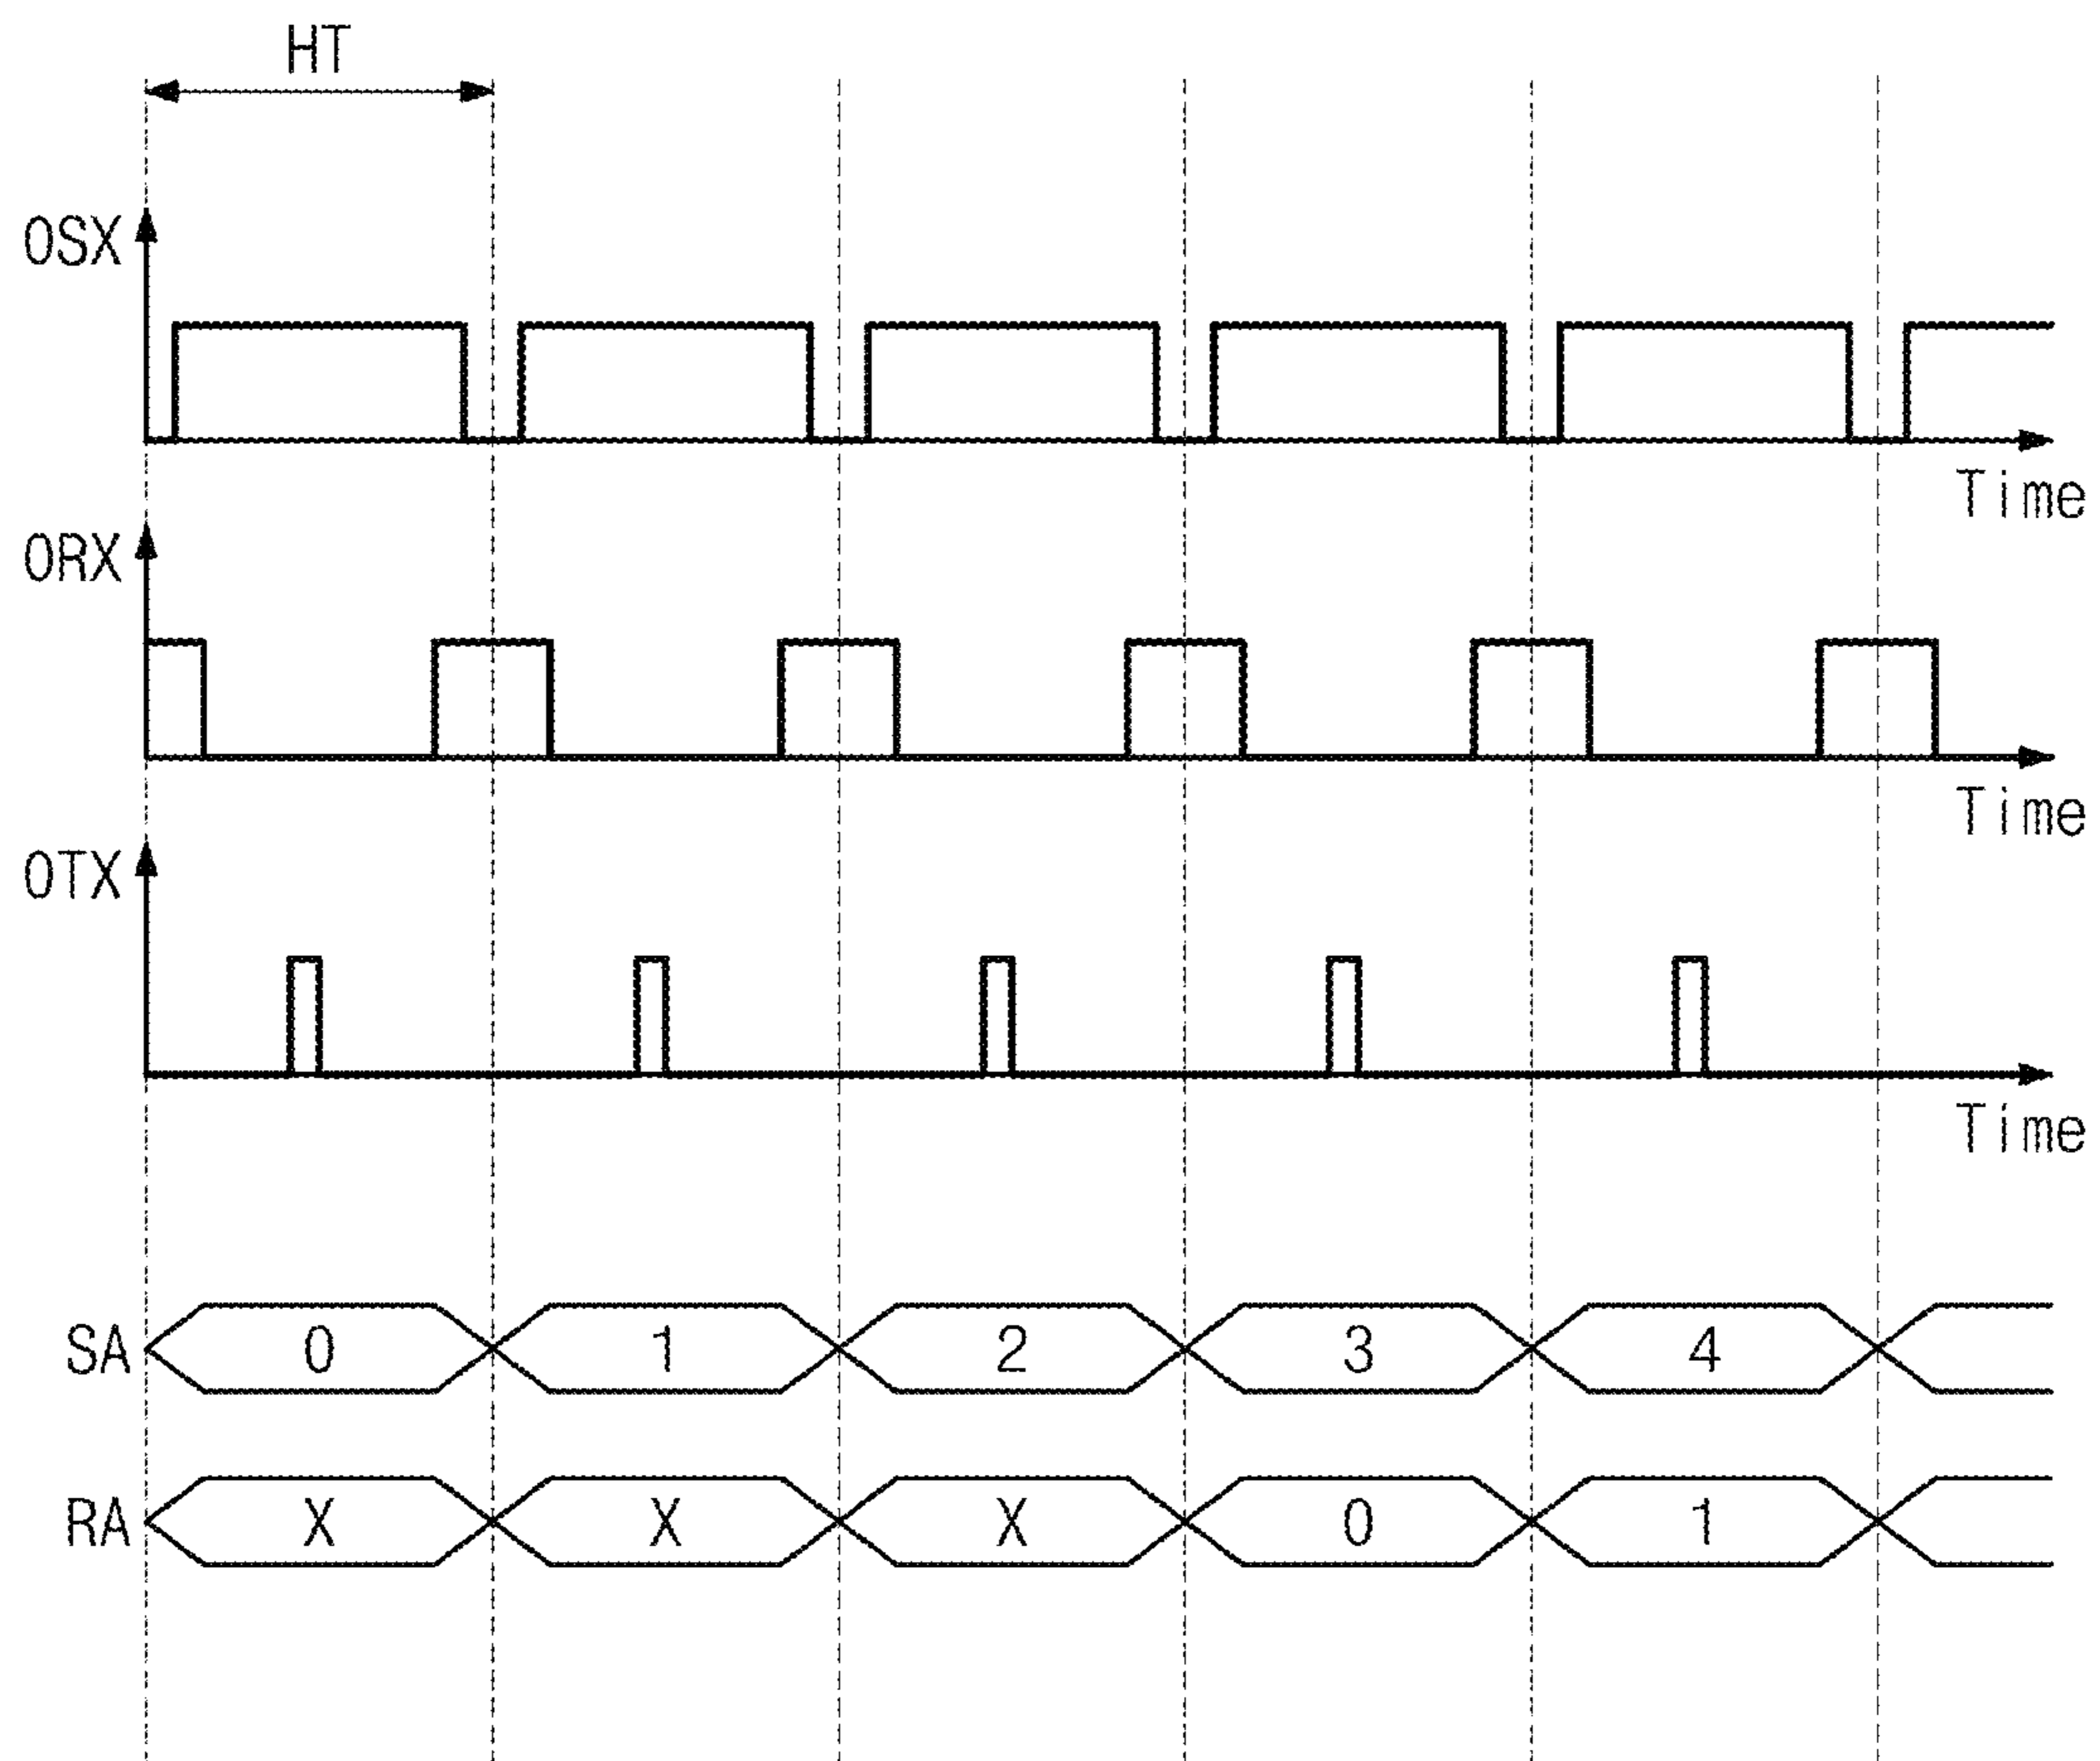 HT
OSX
Time
ORX
Time
OTX
Time
SA 0 1 2 3 4
RA X X X 0 1